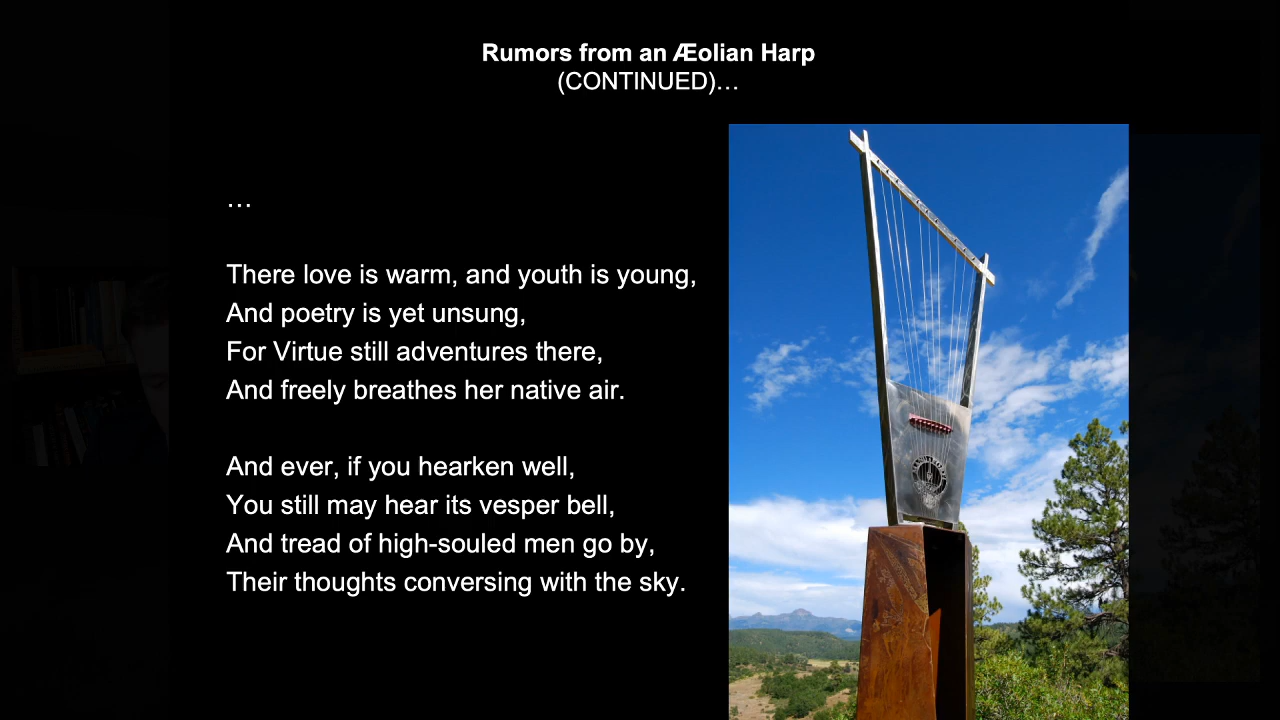 Rumors from an Æolian Harp
(CONTINUED)…
…
There love is warm, and youth is young,
And poetry is yet unsung,
For Virtue still adventures there,
And freely breathes her native air.
And ever, if you hearken well,
You still may hear its vesper bell,
And tread of high-souled men go by,
Their thoughts conversing with the sky.